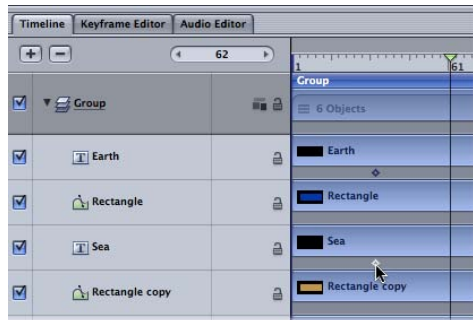 Timeline Keyframe Editor Audio Editor
62
1 61
Group
Group
6 Objects
T Earth
Earth
Rectangle
Rectangle
T Sea
Sea
Rectangle copy
Rectangle copy